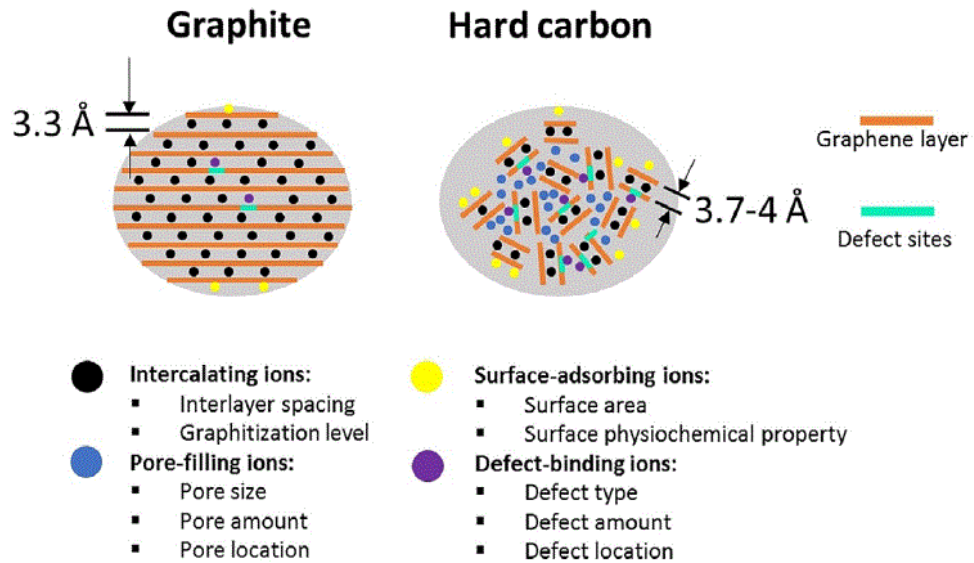 Graphite
Hard carbon
3.3 Å
3.7-4 Å
Graphene layer
Defect sites
Intercalating ions:
▪ Interlayer spacing
▪ Graphitization level
Pore-filling ions:
▪ Pore size
▪ Pore amount
▪ Pore location
Surface-adsorbing ions:
▪ Surface area
▪ Surface physiochemical property
Defect-binding ions:
▪ Defect type
▪ Defect amount
▪ Defect location